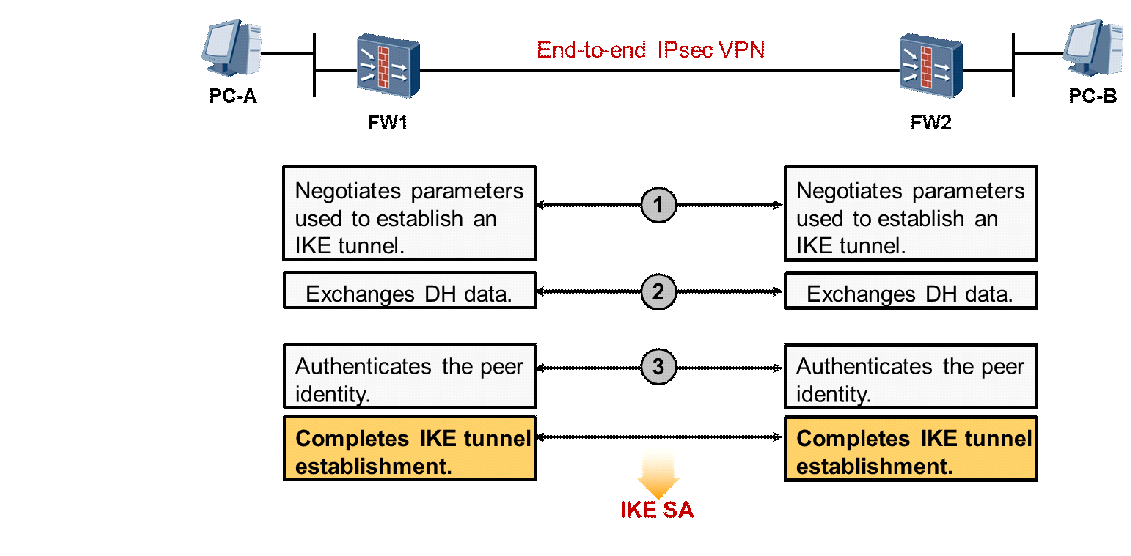 End-to-end IPsec VPN
PC-A
PC-B
FW1
FW2
Negotiates parameters
used to establish an
IKE tunnel.
1
Negotiates parameters
used to establish an
IKE tunnel.
Exchanges DH data.
2
Exchanges DH data.
Authenticates the peer
identity.
3
Authenticates the peer
identity.
Completes IKE tunnel
establishment.
Completes IKE tunnel
establishment.
IKE SA